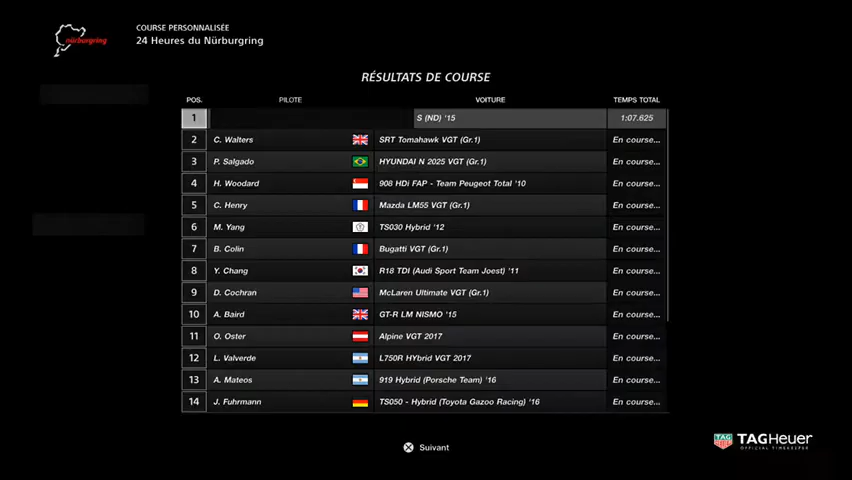 COURSE PERSONNALISÉE
24 Heures du Nürburgring
nürburgring
RÉSULTATS DE COURSE
POS. PILOTE VOITURE TEMPS TOTAL
1 S (ND) '15 1:07.625
2 C. Walters SRT Tomahawk VGT (Gr.1) En course...
3 P. Salgado HYUNDAI N 2025 VGT (Gr.1) En course...
4 H. Woodard 908 HDi FAP - Team Peugeot Total '10 En course...
5 C. Henry Mazda LM55 VGT (Gr.1) En course...
6 M. Yang TS030 Hybrid '12 En course...
7 B. Colin Bugatti VGT (Gr.1) En course...
8 Y. Chang R18 TDI (Audi Sport Team Joest) '11 En course...
9 D. Cochran McLaren Ultimate VGT (Gr.1) En course...
10 A. Baird GT-R LM NISMO '15 En course...
11 O. Oster Alpine VGT 2017 En course...
12 L. Valverde L750R HYbrid VGT 2017 En course...
13 A. Mateos 919 Hybrid (Porsche Team) '16 En course...
14 J. Fuhrmann TS050 - Hybrid (Toyota Gazoo Racing) '16 En course...
Suivant
TAG HEUER TAGHeuer
OFFICIAL TIMEKEEPER